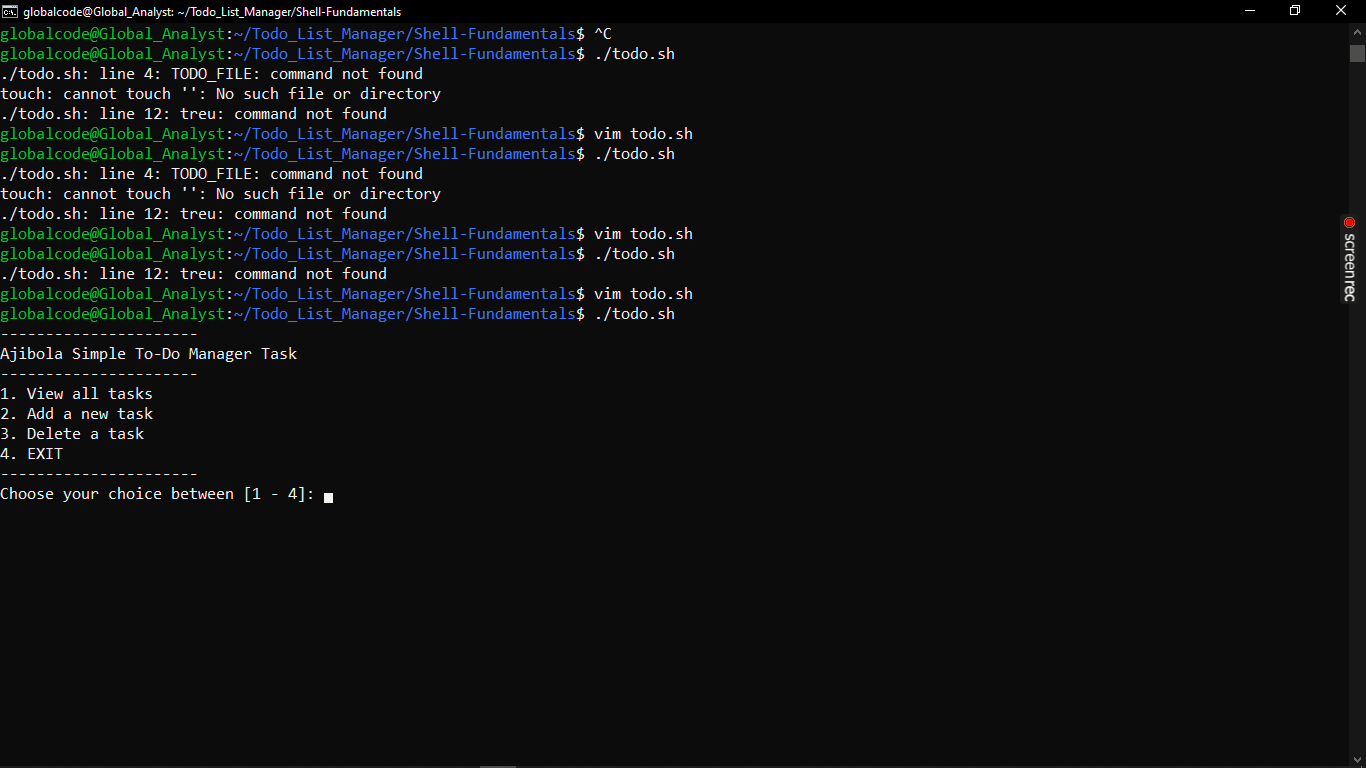 globalcode@Global_Analyst: ~/Todo_List_Manager/Shell-Fundamentals
globalcode@Global_Analyst:~/Todo_List_Manager/Shell-Fundamentals$ ^C
globalcode@Global_Analyst:~/Todo_List_Manager/Shell-Fundamentals$ ./todo.sh
./todo.sh: line 4: TODO_FILE: command not found
touch: cannot touch '': No such file or directory
./todo.sh: line 12: treu: command not found
globalcode@Global_Analyst:~/Todo_List_Manager/Shell-Fundamentals$ vim todo.sh
globalcode@Global_Analyst:~/Todo_List_Manager/Shell-Fundamentals$ ./todo.sh
./todo.sh: line 4: TODO_FILE: command not found
touch: cannot touch '': No such file or directory
./todo.sh: line 12: treu: command not found
globalcode@Global_Analyst:~/Todo_List_Manager/Shell-Fundamentals$ vim todo.sh
globalcode@Global_Analyst:~/Todo_List_Manager/Shell-Fundamentals$ ./todo.sh
./todo.sh: line 12: treu: command not found
globalcode@Global_Analyst:~/Todo_List_Manager/Shell-Fundamentals$ vim todo.sh
globalcode@Global_Analyst:~/Todo_List_Manager/Shell-Fundamentals$ ./todo.sh
----------------------
Ajibola Simple To-Do Manager Task
----------------------
1. View all tasks
2. Add a new task
3. Delete a task
4. EXIT
----------------------
Choose your choice between [1 - 4]:
screenrec